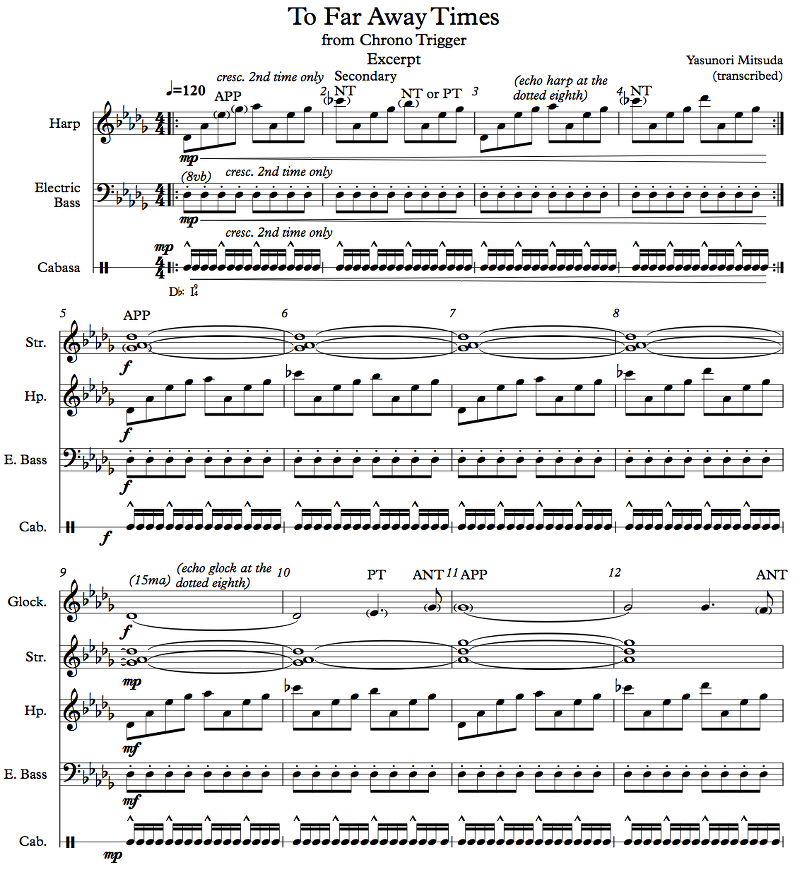 To Far Away Times
from Chrono Trigger
Excerpt
Yasunori Mitsuda
(transcribed)
♩=120
cresc. 2nd time only
Secondary
APP
2
NT
NT or PT
3
(echo harp at the
dotted eighth)
4
NT
Harp
mp
cresc. 2nd time only
(8vb)
Electric
Bass
mp
cresc. 2nd time only
mp
Cabasa
5
APP
6
7
8
Str.
f
Hp.
f
E. Bass
f
Cab.
f
9
(15ma)
(echo glock at the
dotted eighth)
10
PT
ANT
11
APP
12
ANT
Glock.
f
Str.
mp
Hp.
mf
E. Bass
mf
Cab.
mp